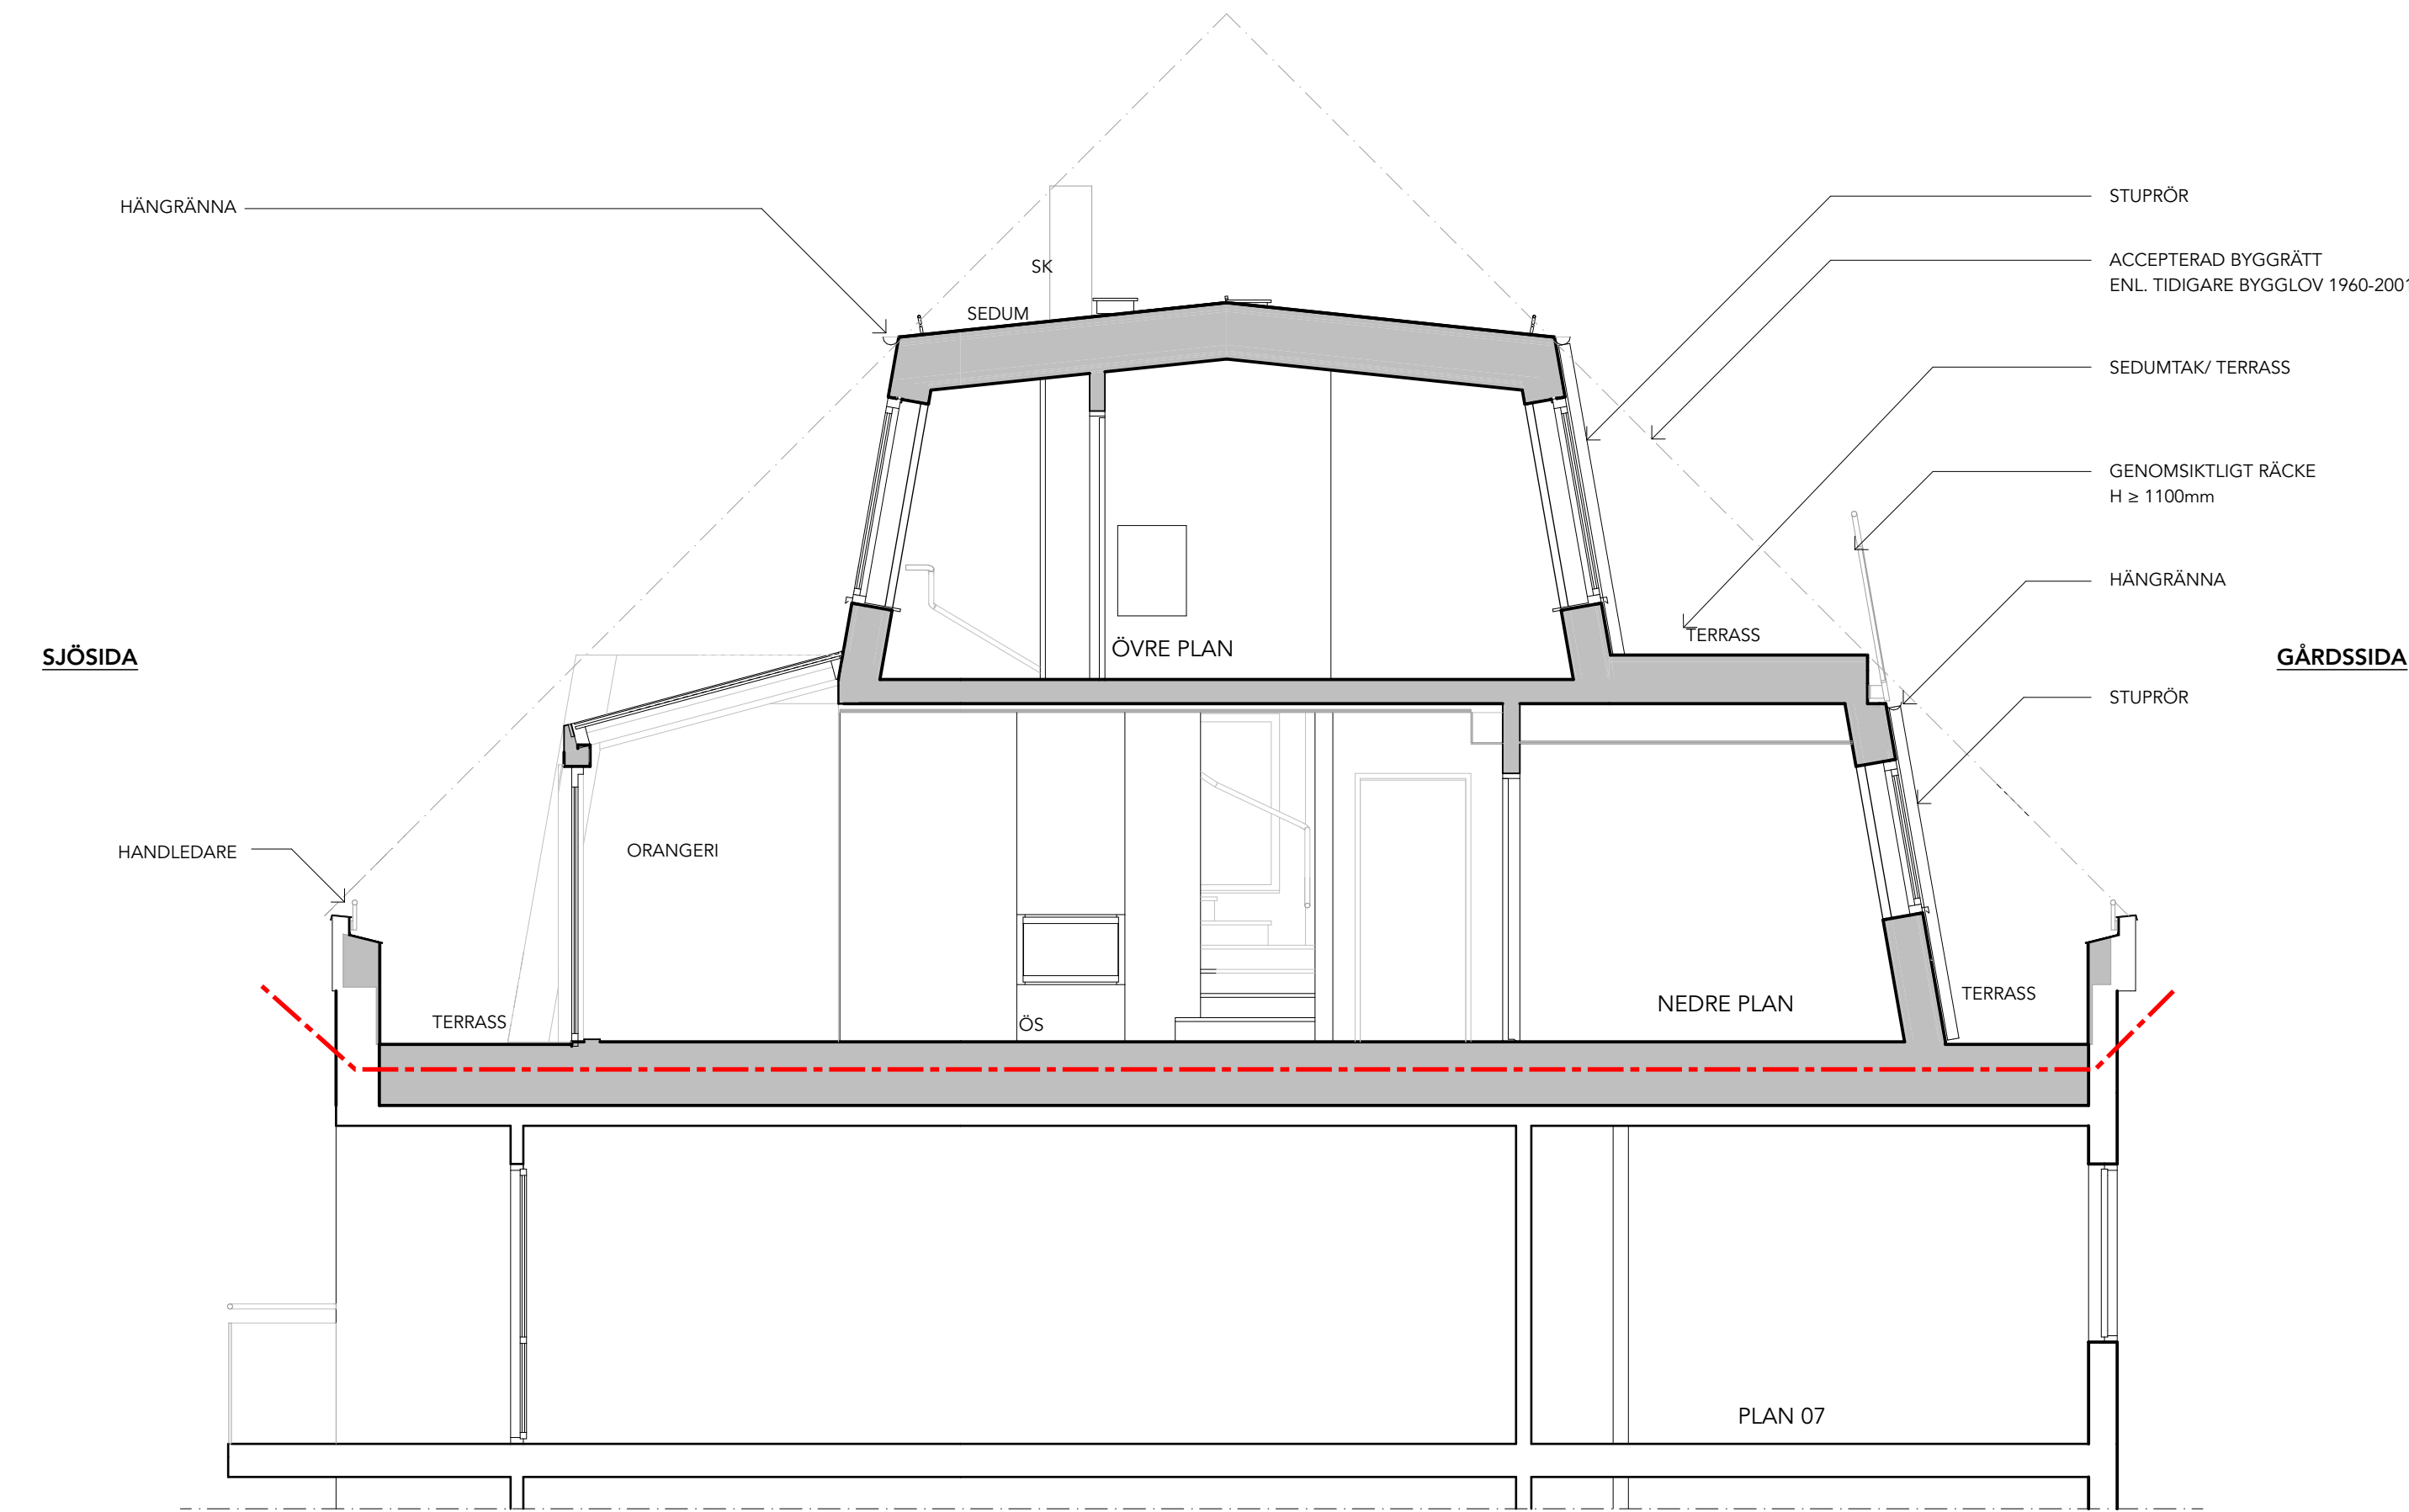 STUPRÖR
HÄNGRÄNNA
ACCEPTERAD BYGGRÄTT
ENL. TIDIGARE BYGGLOV 1960-2001
SK
SEDUM
SEDUMTAK/ TERRASS
GENOMSIKTLIGT RÄCKE
H ≥ 1100mm
HÄNGRÄNNA
TERRASS
ÖVRE PLAN
SJÖSIDA
GÅRDSSIDA
STUPRÖR
HANDLEDARE
ORANGERI
TERRASS
NEDRE PLAN
TERRASS
ÖS
PLAN 07